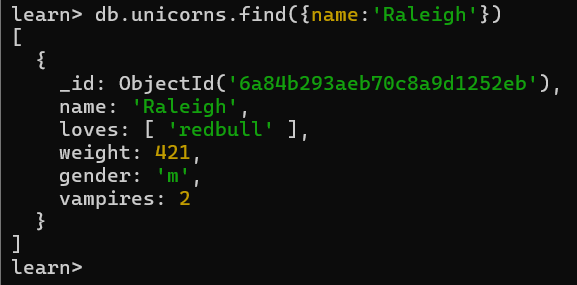 learn> db.unicorns.find({name:'Raleigh'})
[
  {
    _id: ObjectId('6a84b293aeb70c8a9d1252eb'),
    name: 'Raleigh',
    loves: [ 'redbull' ],
    weight: 421,
    gender: 'm',
    vampires: 2
  }
]
learn>